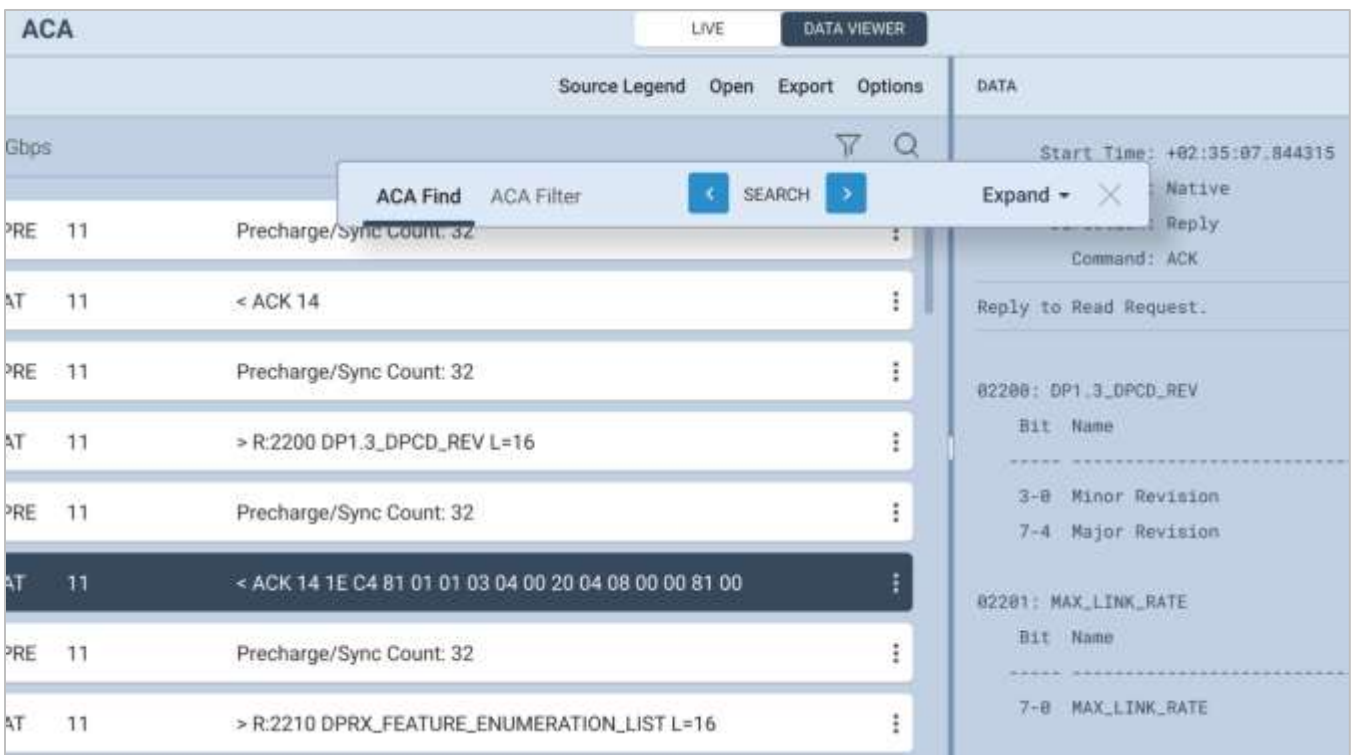 ACA
LIVE DATA VIEWER
Source Legend Open Export Options
DATA
Gbps
ACA Find ACA Filter < SEARCH > Expand
PRE 11 Precharge/Sync Count: 32
AT 11 < ACK 14
PRE 11 Precharge/Sync Count: 32
AT 11 > R:2200 DP1.3_DPCD_REV L=16
PRE 11 Precharge/Sync Count: 32
AT 11 < ACK 14 1E C4 81 01 01 03 04 00 20 04 08 00 00 81 00
PRE 11 Precharge/Sync Count: 32
AT 11 > R:2210 DPRX_FEATURE_ENUMERATION_LIST L=16
Start Time: +02:35:07.844315
: Native
: Reply
Command: ACK
Reply to Read Request.
02200: DP1.3_DPCD_REV
Bit Name
----- --------------------------
3-0 Minor Revision
7-4 Major Revision
02201: MAX_LINK_RATE
Bit Name
----- --------------------------
7-0 MAX_LINK_RATE